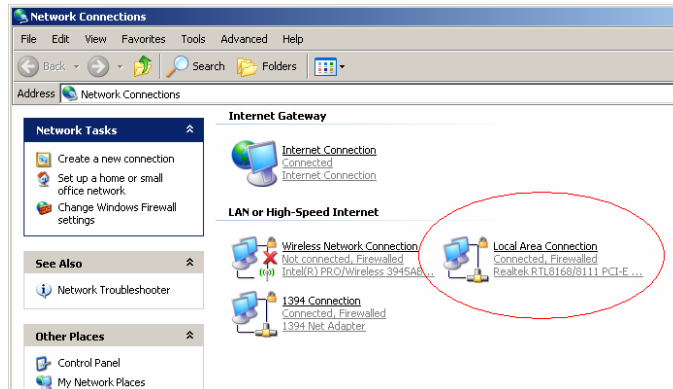 Network Connections
File Edit View Favorites Tools Advanced Help
Back Search Folders
Address Network Connections
Network Tasks
Create a new connection
Set up a home or small
office network
Change Windows Firewall
settings
See Also
Network Troubleshooter
Other Places
Control Panel
My Network Places
Internet Gateway
Internet Connection
Connected
Internet Connection
LAN or High-Speed Internet
Wireless Network Connection
Not connected, Firewalled
Intel(R) PRO/Wireless 3945AB...
Local Area Connection
Connected, Firewalled
Realtek RTL8168/8111 PCI-E ...
1394 Connection
Connected, Firewalled
1394 Net Adapter